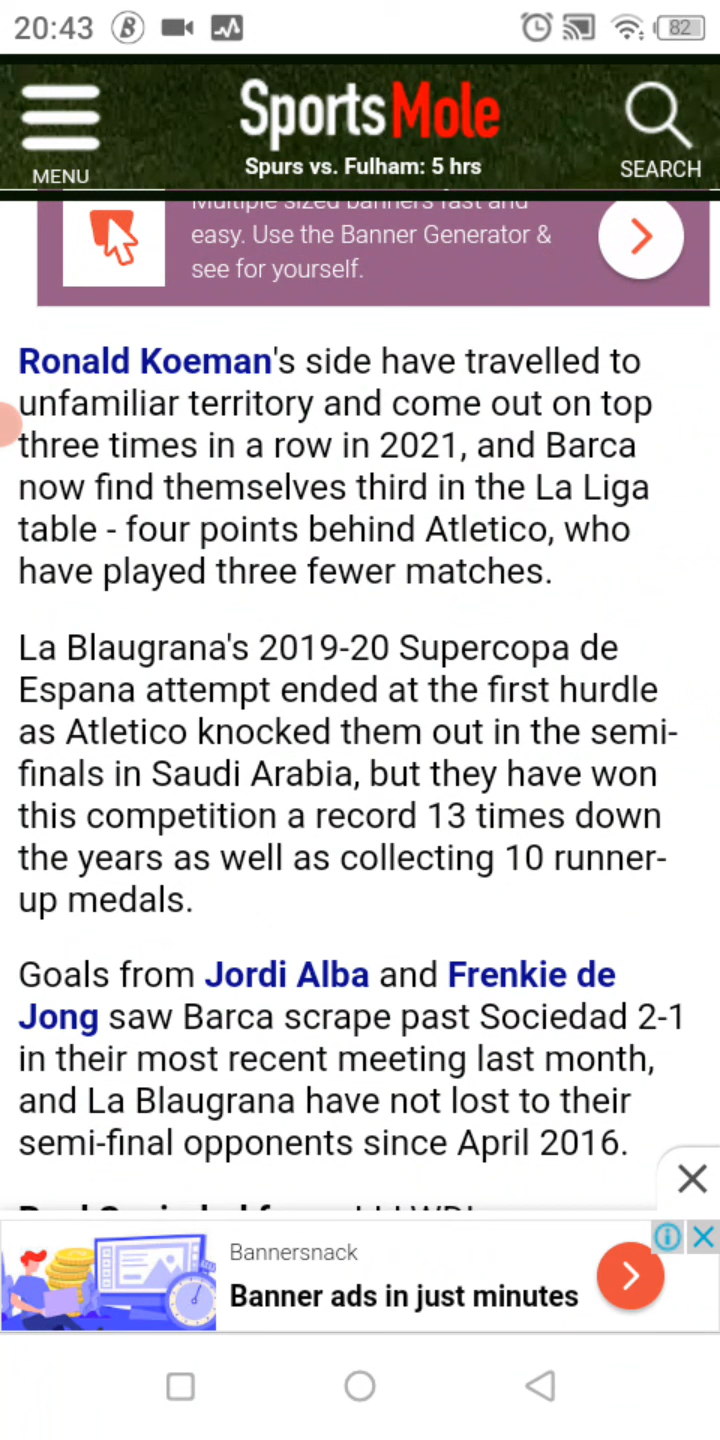 20:43
82
SportsMole
MENU
Spurs vs. Fulham: 5 hrs
SEARCH
Multiple sized banners fast and
easy. Use the Banner Generator &
see for yourself.
Ronald Koeman's side have travelled to
unfamiliar territory and come out on top
three times in a row in 2021, and Barca
now find themselves third in the La Liga
table - four points behind Atletico, who
have played three fewer matches.
La Blaugrana's 2019-20 Supercopa de
Espana attempt ended at the first hurdle
as Atletico knocked them out in the semi-
finals in Saudi Arabia, but they have won
this competition a record 13 times down
the years as well as collecting 10 runner-
up medals.
Goals from Jordi Alba and Frenkie de
Jong saw Barca scrape past Sociedad 2-1
in their most recent meeting last month,
and La Blaugrana have not lost to their
semi-final opponents since April 2016.
Bannersnack
Banner ads in just minutes